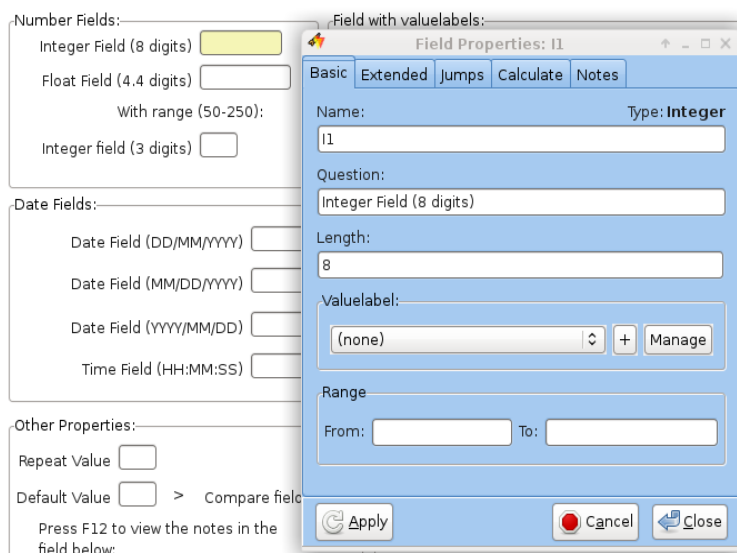 Number Fields:
Field with valuelabels:
Integer Field (8 digits)
Float Field (4.4 digits)
With range (50-250):
Integer field (3 digits)
Date Fields:
Date Field (DD/MM/YYYY)
Date Field (MM/DD/YYYY)
Date Field (YYYY/MM/DD)
Time Field (HH:MM:SS)
Other Properties:
Repeat Value
Default Value > Compare field
Press F12 to view the notes in the
field below:
Field Properties: I1
Basic Extended Jumps Calculate Notes
Name: Type: Integer
I1
Question:
Integer Field (8 digits)
Length:
8
Valuelabel:
(none) + Manage
Range
From: To:
Apply Cancel Close